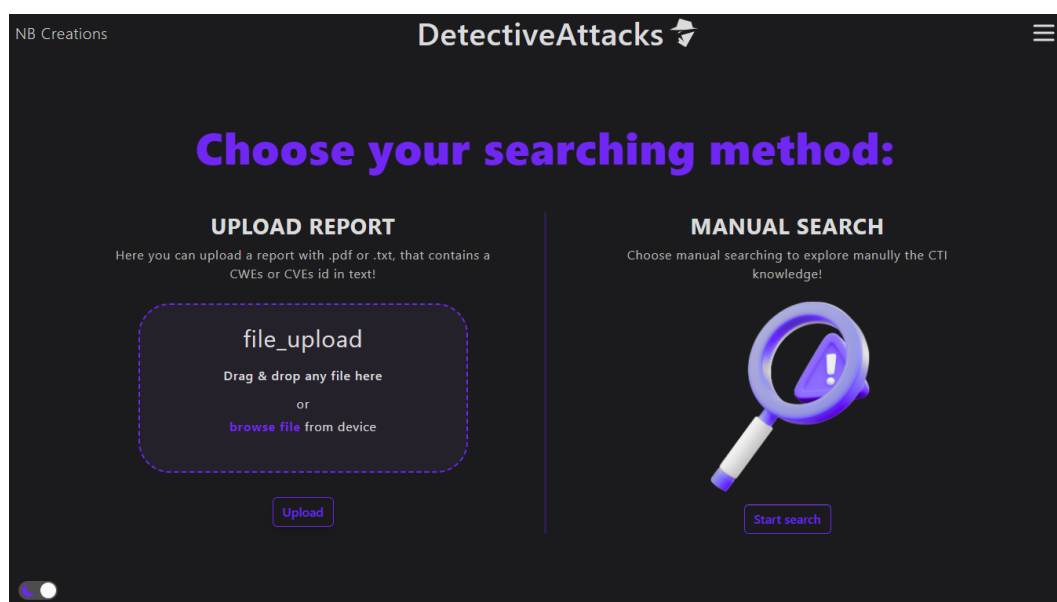 NB Creations
DetectiveAttacks
Choose your searching method:
UPLOAD REPORT
Here you can upload a report with .pdf or .txt, that contains a
CWEs or CVEs id in text!
file_upload
Drag & drop any file here
or
browse file from device
Upload
MANUAL SEARCH
Choose manual searching to explore manully the CTI
knowledge!
Start search